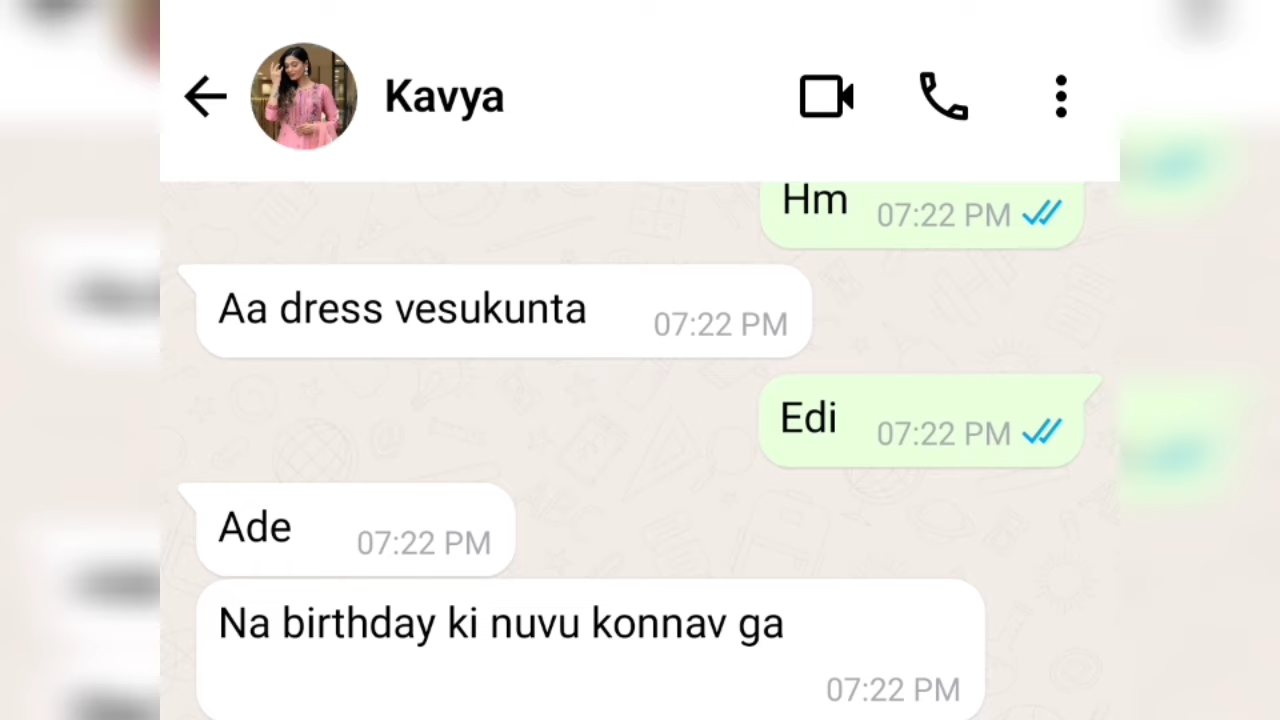 Kavya
Hm 07:22 PM
Aa dress vesukunta 07:22 PM
Edi 07:22 PM
Ade 07:22 PM
Na birthday ki nuvu konnav ga
07:22 PM